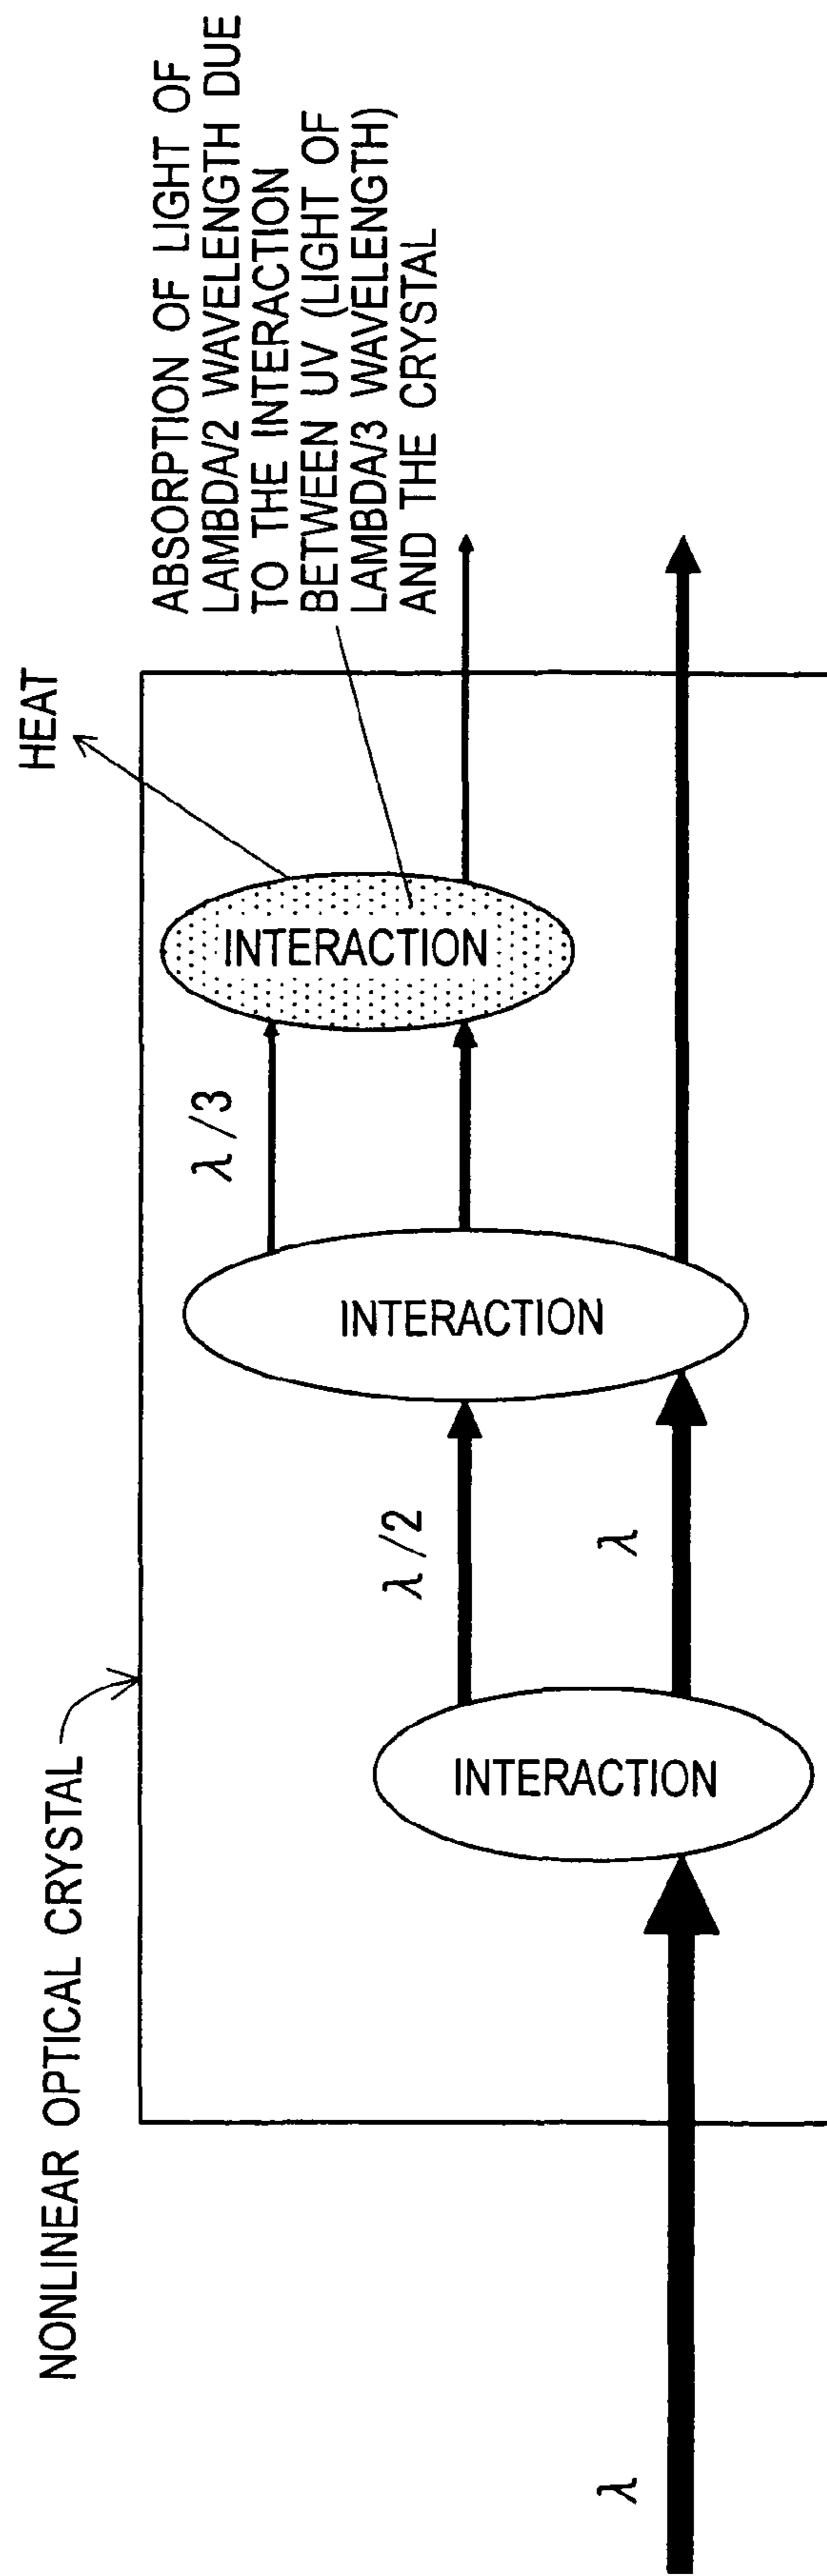 NONLINEAR OPTICAL CRYSTAL
HEAT
ABSORPTION OF LIGHT OF
LAMBDA/2 WAVELENGTH DUE
TO THE INTERACTION
BETWEEN UV (LIGHT OF
LAMBDA/3 WAVELENGTH)
AND THE CRYSTAL
λ
INTERACTION
λ/2
λ
INTERACTION
λ/3
INTERACTION